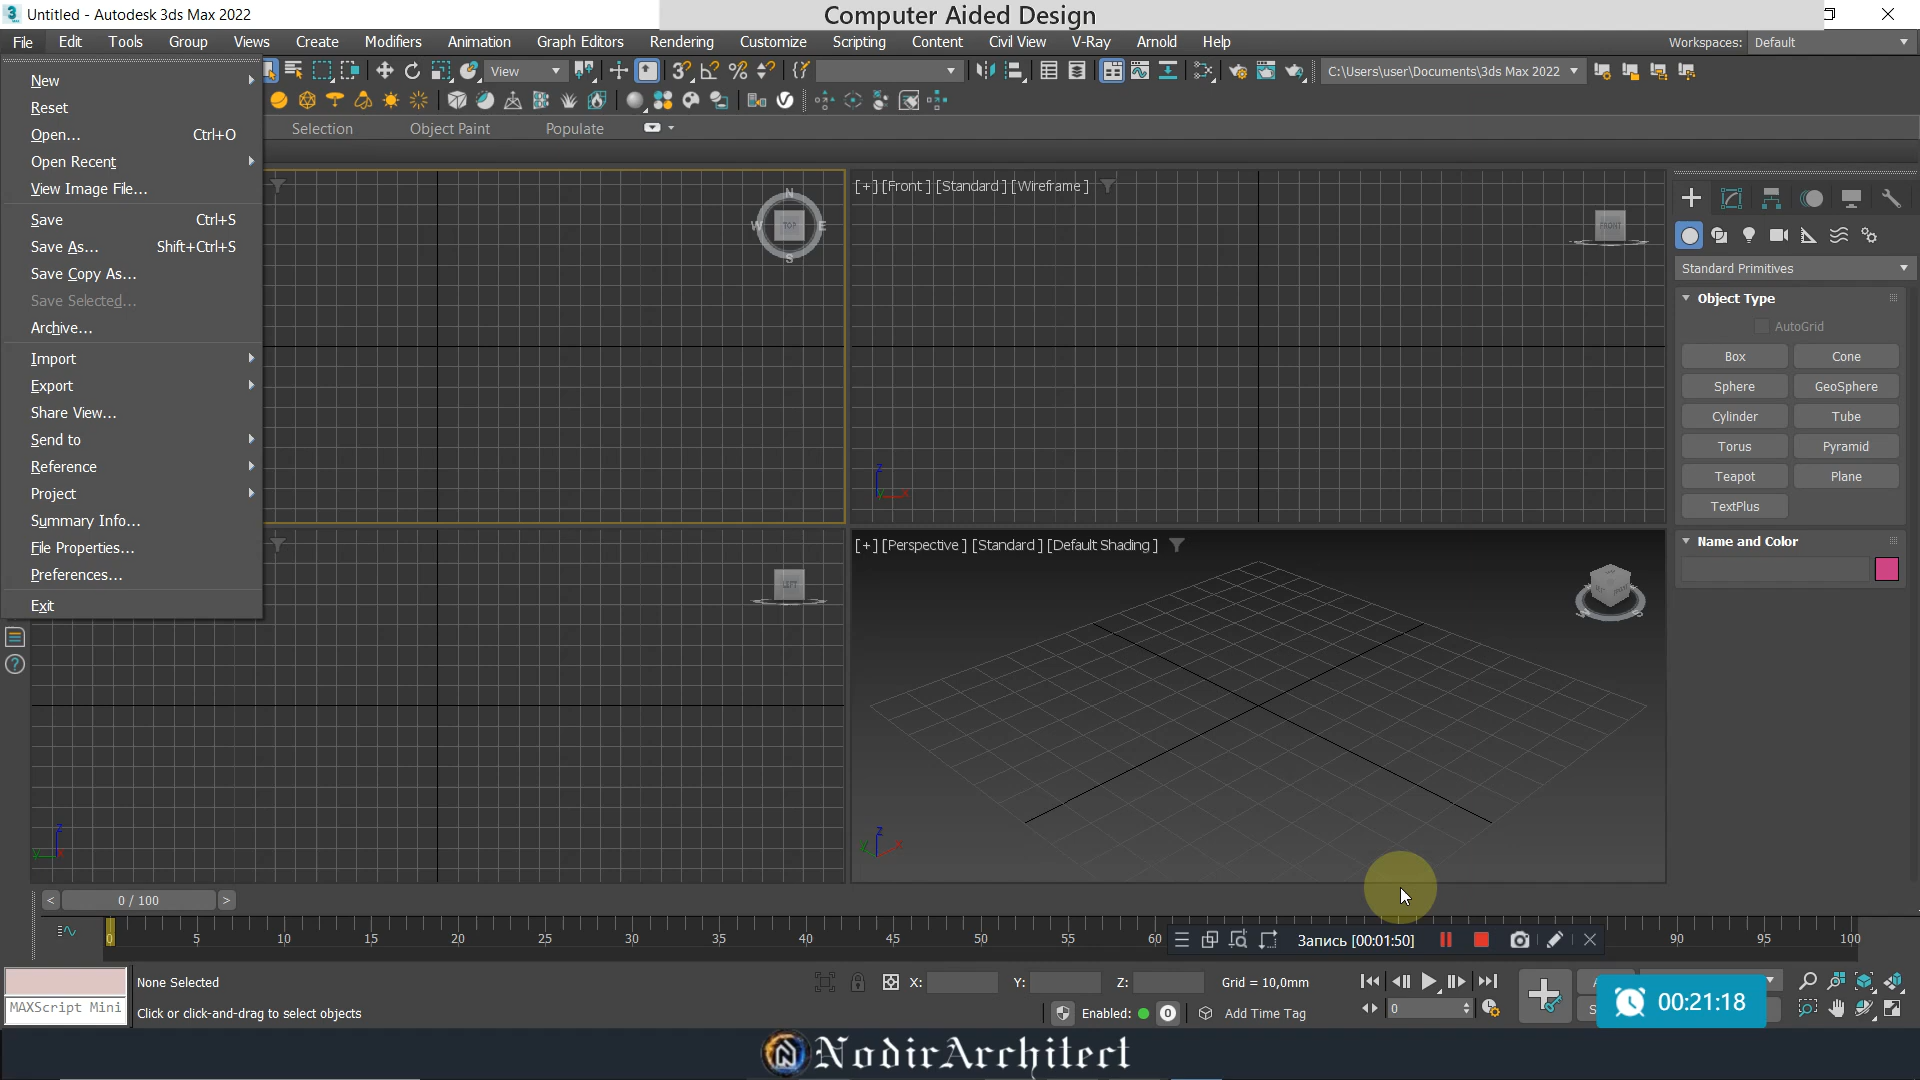 Untitled - Autodesk 3ds Max 2022
Computer Aided Design
File Edit Tools Group Views Create Modifiers Animation Graph Editors Rendering Customize Scripting Content Civil View V-Ray Arnold Help
Workspaces: Default
View
C:\Users\user\Documents\3ds Max 2022
Selection Object Paint Populate
New
Reset
Open... Ctrl+O
Open Recent
View Image File...
Save Ctrl+S
Save As... Shift+Ctrl+S
Save Copy As...
Save Selected...
Archive...
Import
Export
Share View...
Send to
Reference
Project
Summary Info...
File Properties...
Preferences...
Exit
N
W TOP E
S
[+] [Front ] [Standard ] [Wireframe ]
FRONT
z
y x
LEFT
z
y x
[+] [Perspective ] [Standard ] [Default Shading ]
z
y x
Standard Primitives
Object Type
AutoGrid
Box Cone
Sphere GeoSphere
Cylinder Tube
Torus Pyramid
Teapot Plane
TextPlus
Name and Color
< 0 / 100 >
0 5 10 15 20 25 30 35 40 45 50 55 60 90 95 100
Запись [00:01:50]
None Selected
X: Y: Z: Grid = 10,0mm
MAXScript Mini
Click or click-and-drag to select objects
Enabled: 0 Add Time Tag
0
00:21:18
NodirArchitect